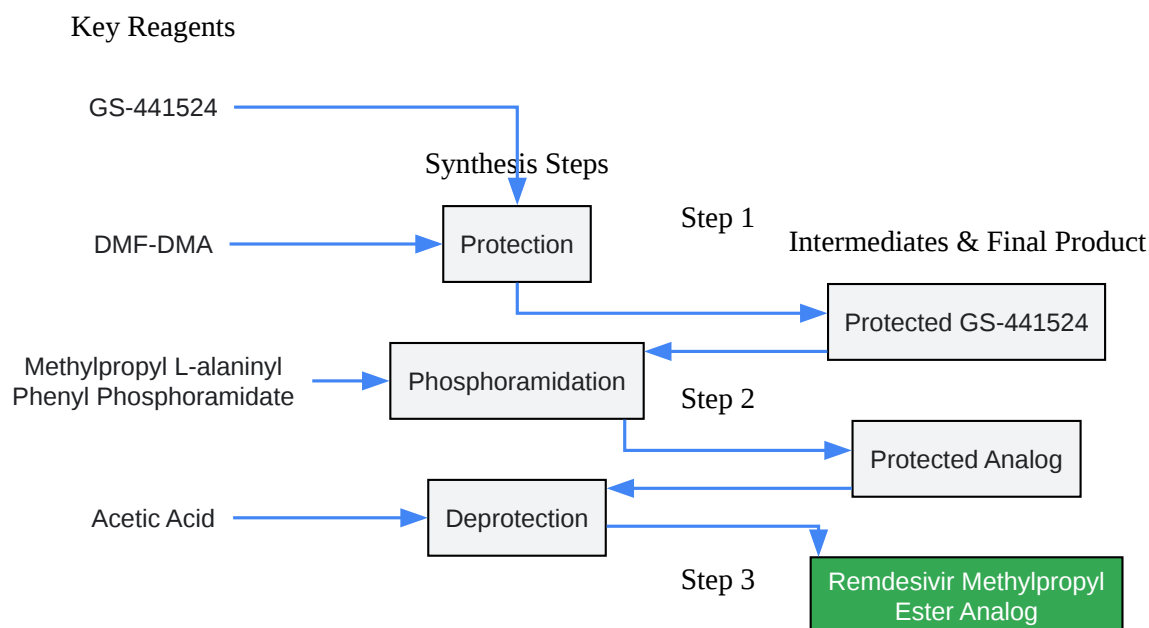 Key Reagents
GS-441524
Synthesis Steps
DMF-DMA
Protection
Step 1
Intermediates & Final Product
Protected GS-441524
Methylpropyl L-alaninyl
Phenyl Phosphoramidate
Phosphoramidation
Step 2
Protected Analog
Acetic Acid
Deprotection
Step 3
Remdesivir Methylpropyl
Ester Analog